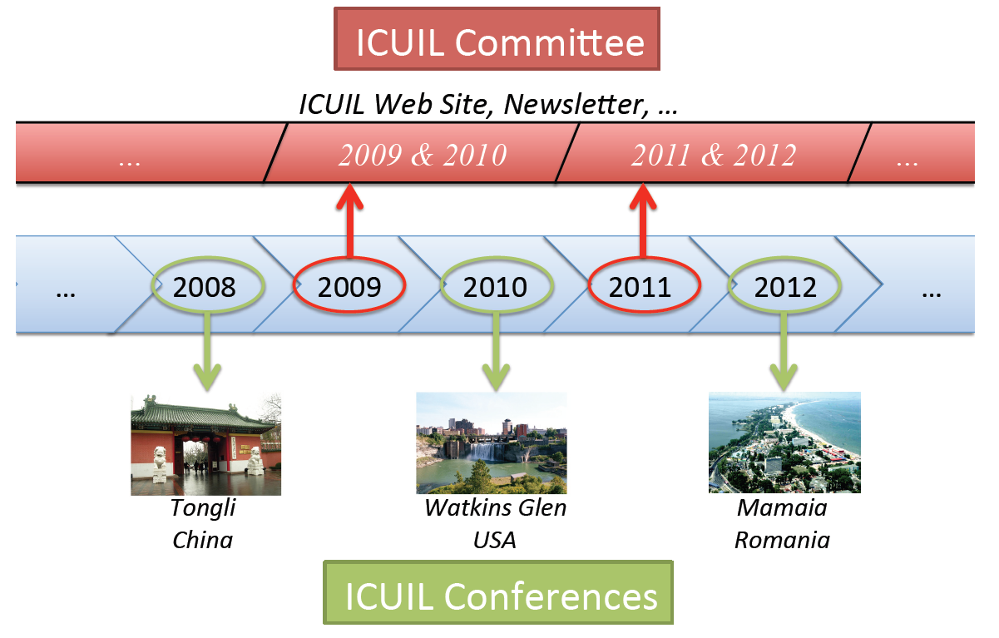 ICUIL Committee
ICUIL Web Site, Newsletter, ...
... 2009 & 2010 2011 & 2012 ...
... 2008 2009 2010 2011 2012 ...
Tongli Watkins Glen Mamaia
China USA Romania
ICUIL Conferences